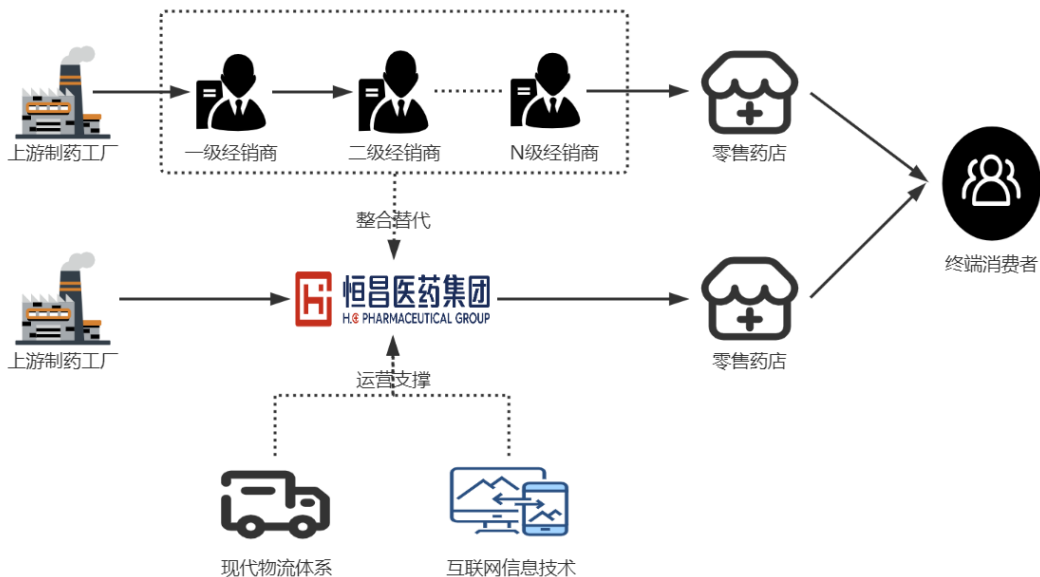 上游制药工厂
一级经销商
二级经销商
N级经销商
零售药店
整合替代
终端消费者
恒昌医药集团
H.C PHARMACEUTICAL GROUP
上游制药工厂
零售药店
运营支撑
现代物流体系
互联网信息技术